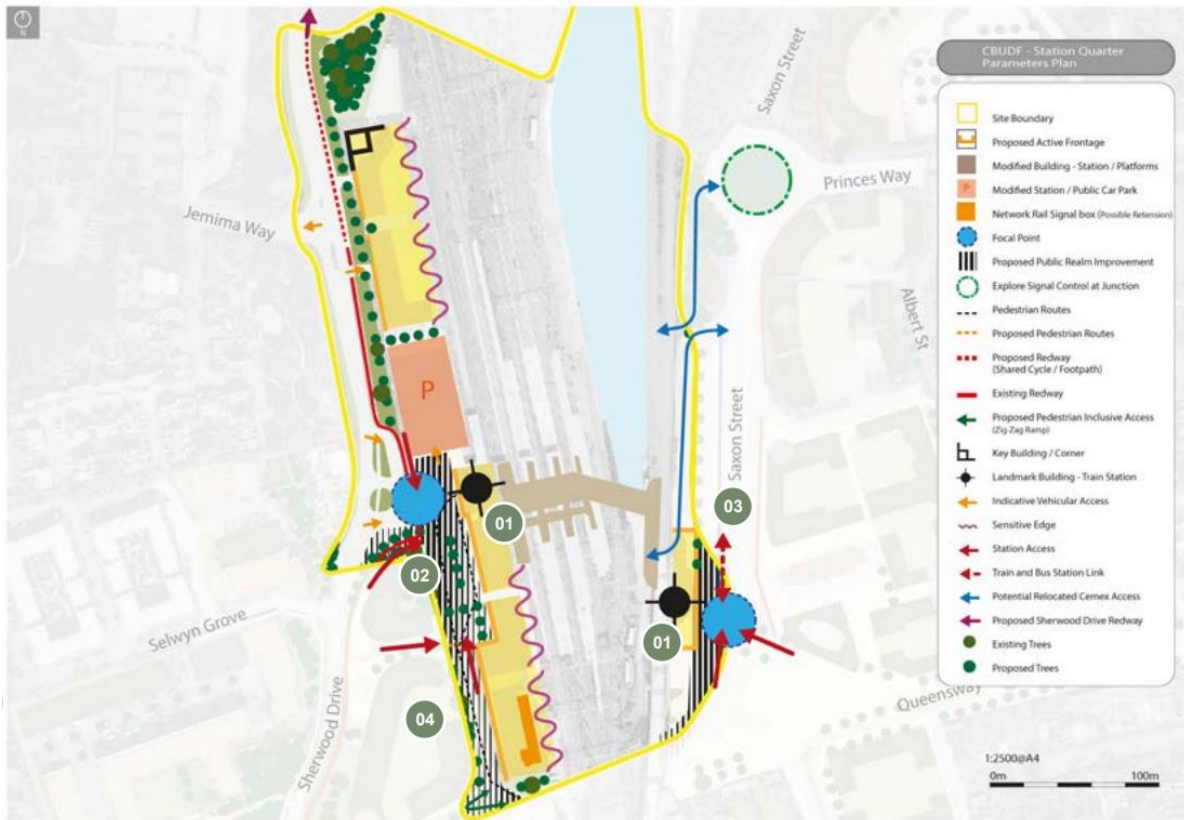 N
CBUDF - Station Quarter
Parameters Plan
Site Boundary
Proposed Active Frontage
Modified Building - Station / Platforms
P
Modified Station / Public Car Park
Network Rail Signal box (Possible Retension)
Focal Point
Proposed Public Realm Improvement
Explore Signal Control at Junction
Pedestrian Routes
Proposed Pedestrian Routes
Proposed Redway
(Shared Cycle / Footpath)
Existing Redway
Proposed Pedestrian Inclusive Access
(Zig Zag Ramp)
Key Building / Corner
Landmark Building - Train Station
Indicative Vehicular Access
Sensitive Edge
Station Access
Train and Bus Station Link
Potential Relocated Cemex Access
Proposed Sherwood Drive Redway
Existing Trees
Proposed Trees
1:2500@A4
0m 100m
Saxon Street
Princes Way
Jemima Way
Albert St
P
Saxon Street
01
03
02
Selwyn Grove
01
Queensway
Sherwood Drive
04